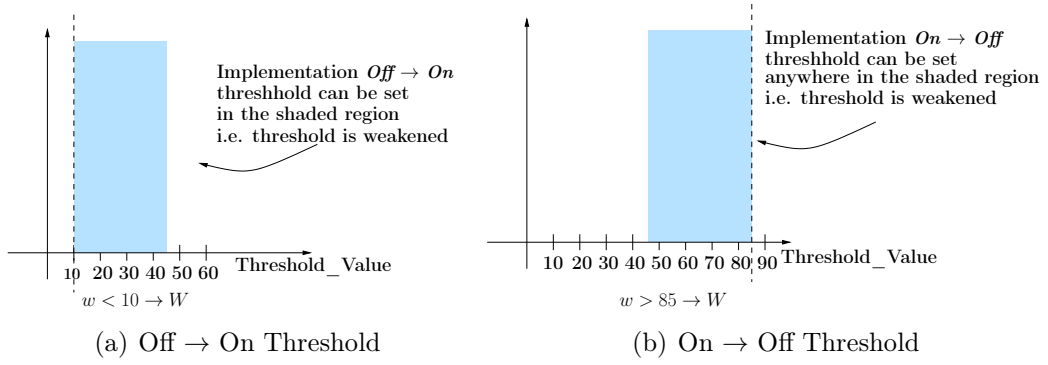 Implementation Off → On
threshhold can be set
in the shaded region
i.e. threshold is weakened
10 20 30 40 50 60
Threshold_Value
w < 10 → W
(a) Off → On Threshold
Implementation On → Off
threshhold can be set
anywhere in the shaded region
i.e. threshold is weakened
10 20 30 40 50 60 70 80 90
Threshold_Value
w > 85 → W
(b) On → Off Threshold